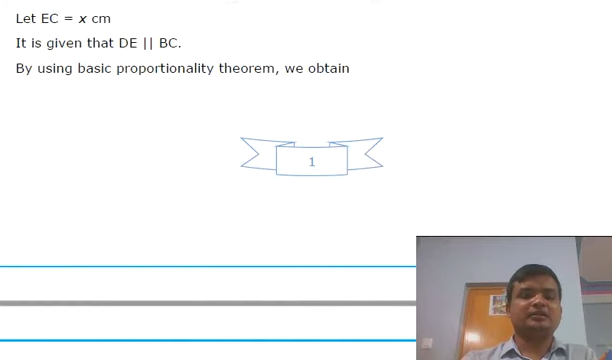 Let EC = x cm
It is given that DE || BC.
By using basic proportionality theorem, we obtain
1